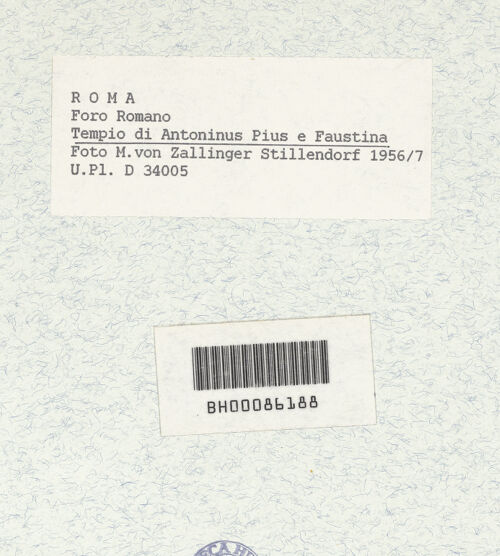 R O M A
Foro Romano
Tempio di Antoninus Pius e Faustina
Foto M.von Zallinger Stillendorf 1956/7
U.Pl. D 34005
BH00086188